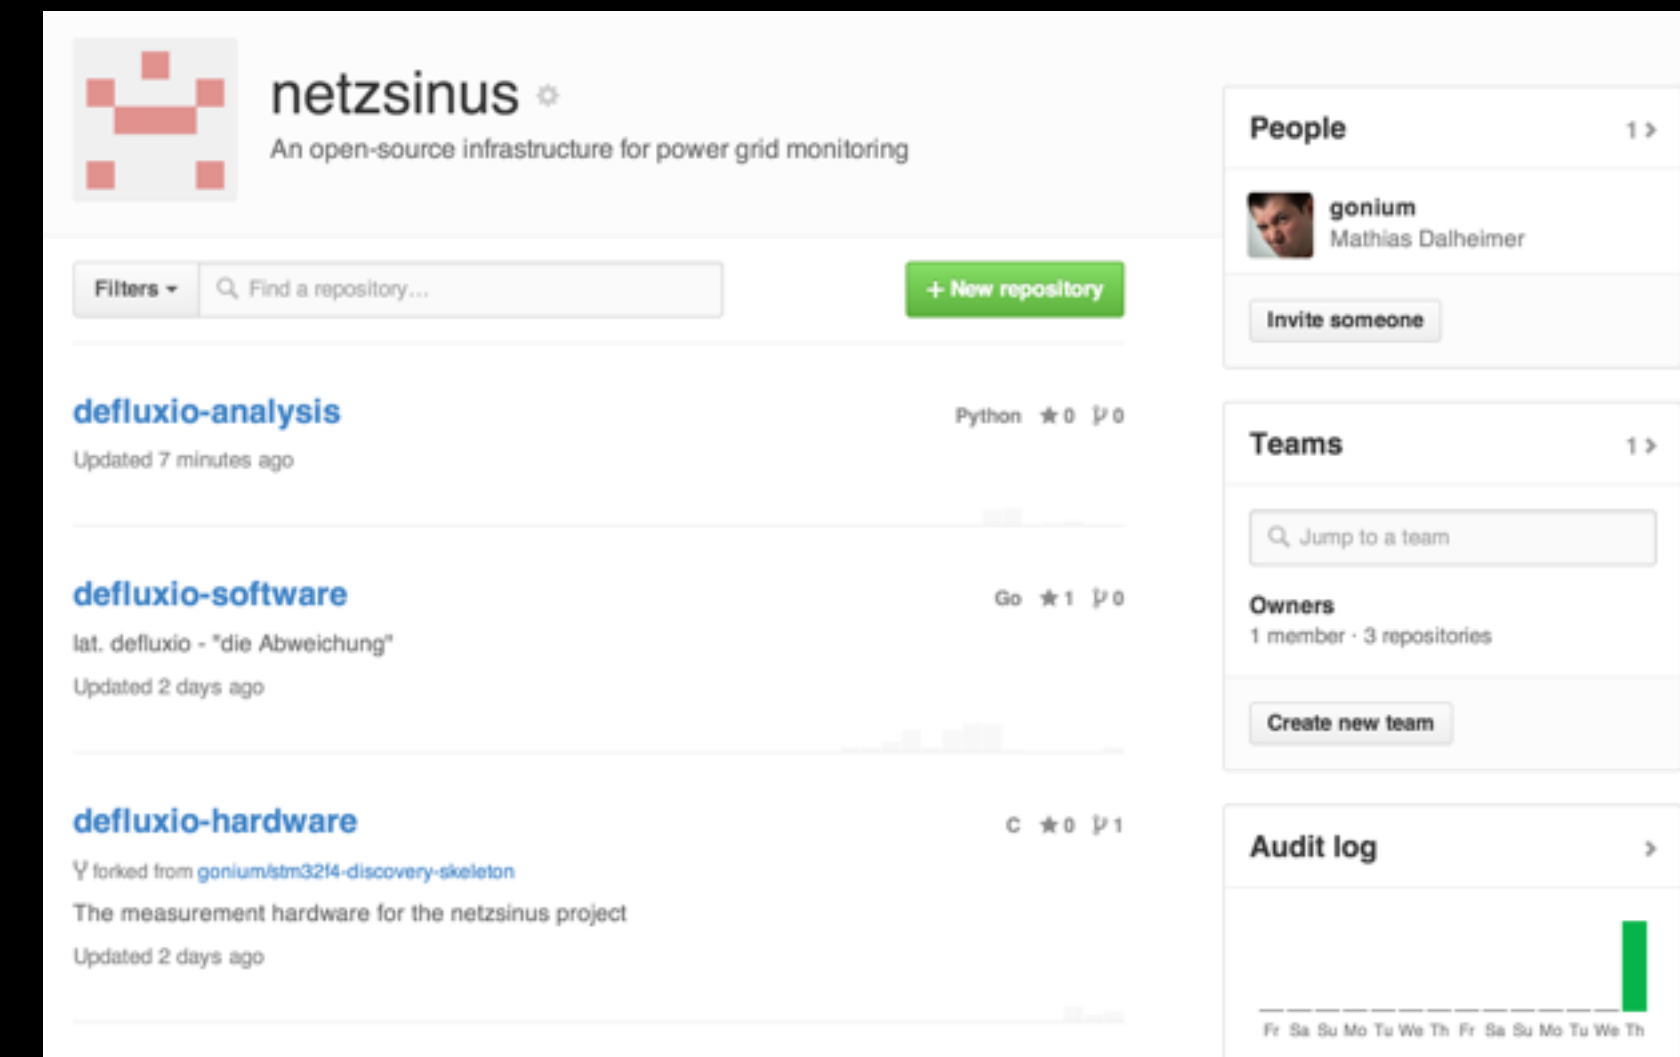 netzsinus
An open-source infrastructure for power grid monitoring
Filters
Find a repository...
+ New repository
defluxio-analysis
Python 0 0
Updated 7 minutes ago
defluxio-software
Go 1 0
lat. defluxio - "die Abweichung"
Updated 2 days ago
defluxio-hardware
C 0 1
forked from gonium/stm32f4-discovery-skeleton
The measurement hardware for the netzsinus project
Updated 2 days ago
People 1 >
gonium
Mathias Dalheimer
Invite someone
Teams 1 >
Jump to a team
Owners
1 member · 3 repositories
Create new team
Audit log >
Fr Sa Su Mo Tu We Th Fr Sa Su Mo Tu We Th